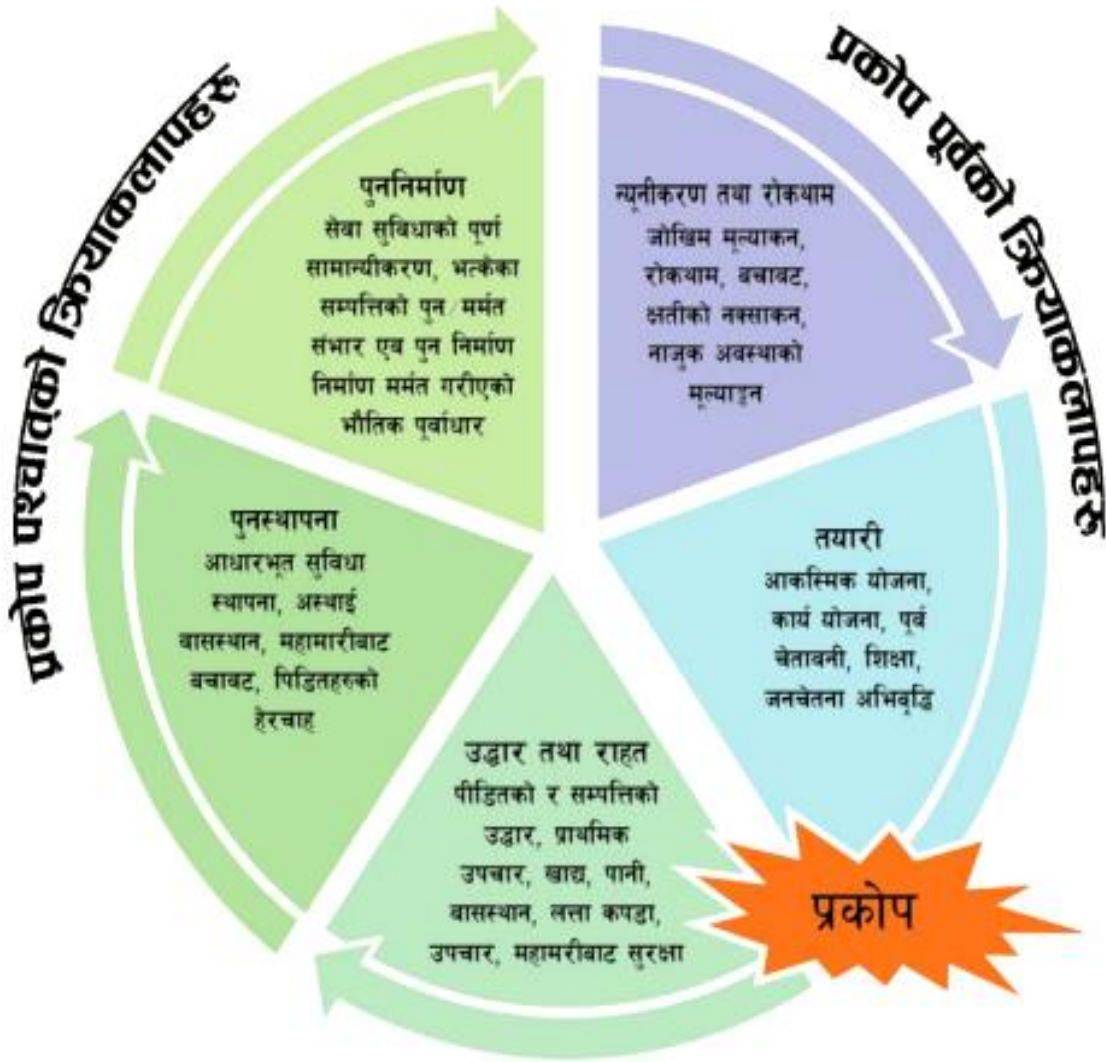 प्रकोप पूर्वको क्रियाकलापहरु
न्यूनीकरण तथा रोकथाम
जोखिम मूल्याकन,
रोकथाम, बचावट,
क्षतीको नक्साकन,
नाजुक अवस्थाको
मूल्याङ्कन
तयारी
आकस्मिक योजना,
कार्य योजना, पूर्व
चेतावनी, शिक्षा,
जनचेतना अभिवृद्धि
प्रकोप
उद्धार तथा राहत
पीडितको र सम्पत्तिको
उद्धार, प्राथमिक
उपचार, खाद्य, पानी,
वासस्थान, लत्ता कपडा,
उपचार, महामरीबाट सुरक्षा
प्रकोप पश्चात्को क्रियाकलापहरु
पुनस्थापना
आधारभूत सुविधा
स्थापना, अस्थाई
वासस्थान, महामारीबाट
बचावट, पिडितहरुको
हेरचाह
पुननिर्माण
सेवा सुविधाको पूर्ण
सामान्यीकरण, भत्केका
सम्पत्तिको पुन मर्मत
संभार एव पुन निर्माण
निर्माण मर्मत गरीएको
भौतिक पूर्वाधार